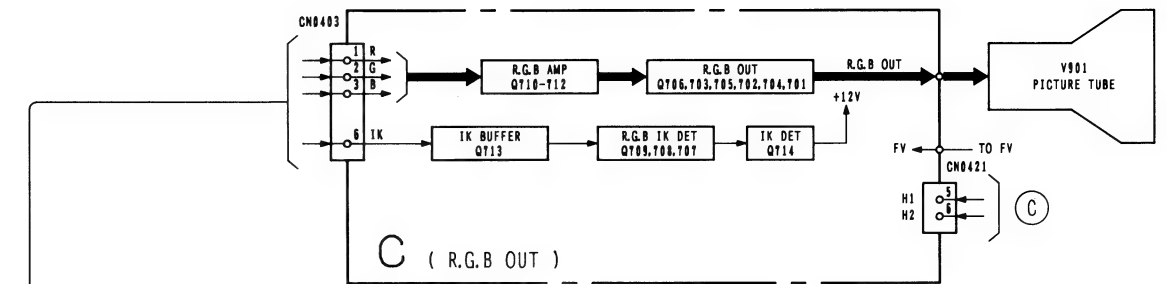 CN0403
1 R
2 G
3 B
6 IK
R.G.B AMP
Q710-712
R.G.B OUT
Q706,703,705,702,704,701
R.G.B OUT
V901
PICTURE TUBE
+12V
IK BUFFER
Q713
R.G.B IK DET
Q709,708,707
IK DET
Q714
FV
TO FV
CN0421
H1 5
H2 6
C
C ( R.G.B OUT )